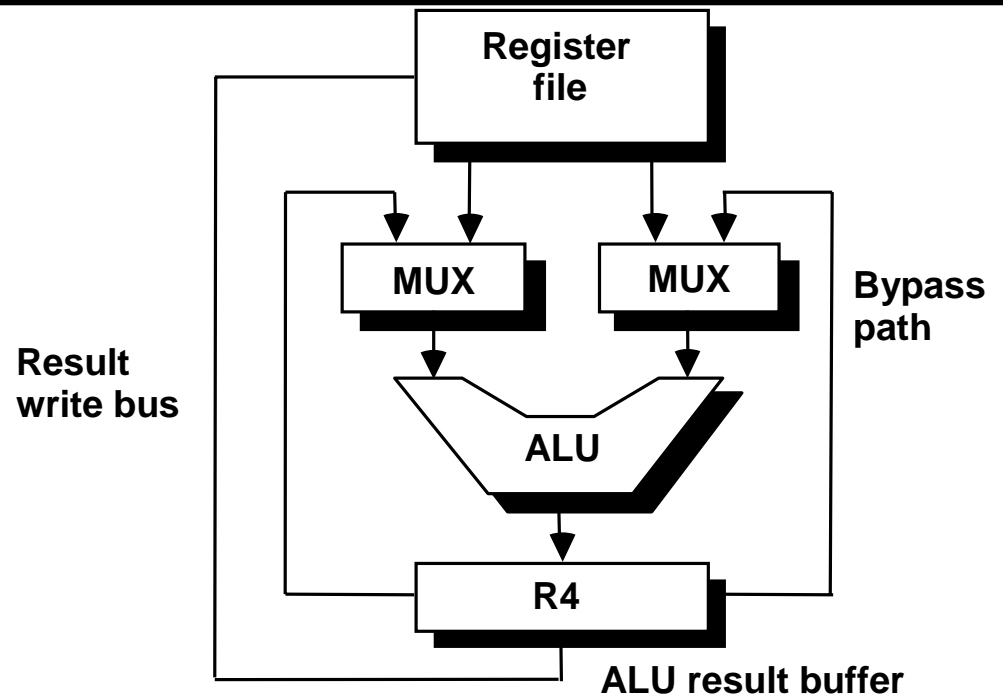 Register
file
MUX
MUX
Bypass
path
Result
write bus
ALU
R4
ALU result buffer